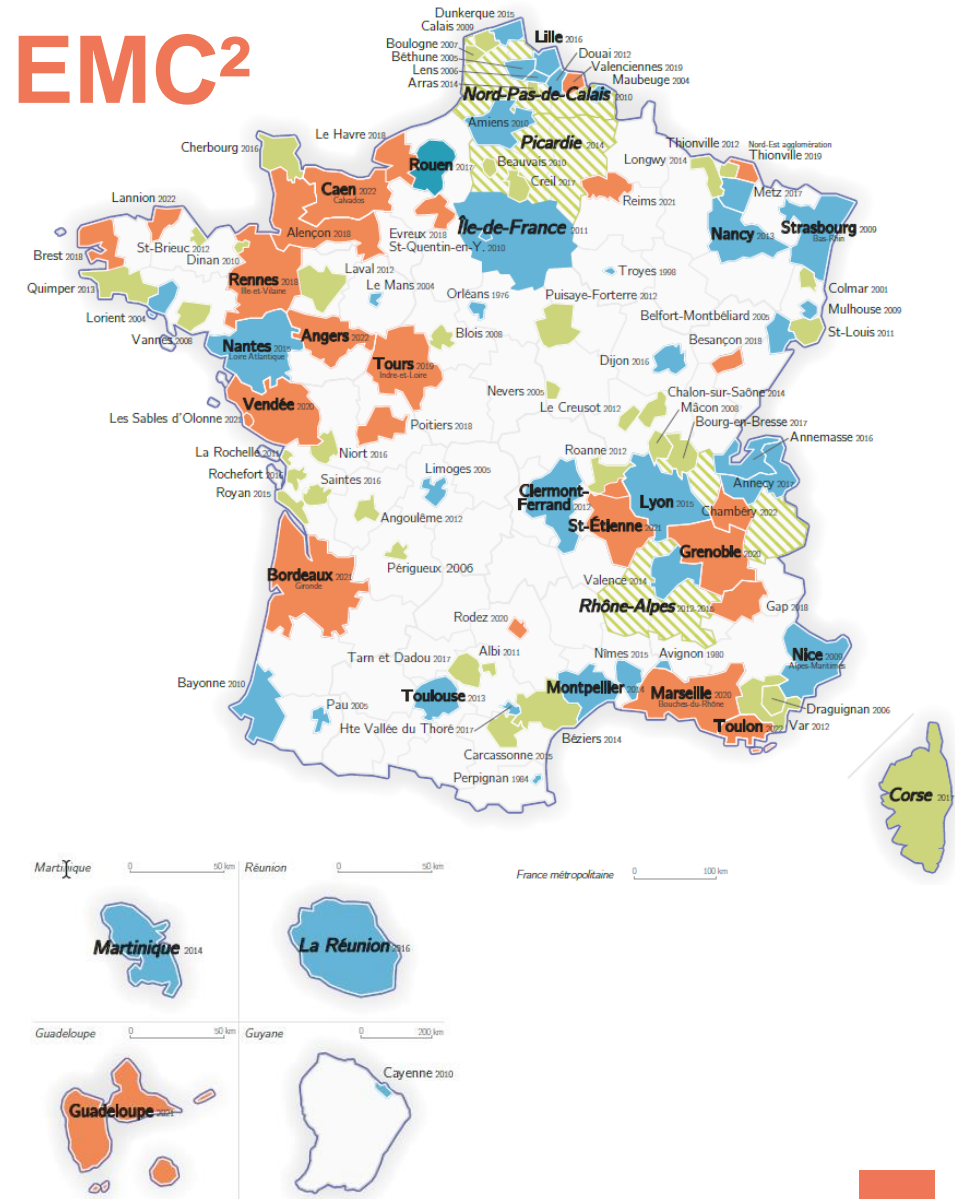 EMC²
Dunkerque 2015
Calais 2009
Lille 2016
Boulogne 2007
Douai 2012
Béthune 2005
Valenciennes 2019
Lens 2006
Maubeuge 2004
Arras 2014
Nord-Pas-de-Calais 2010
Amiens 2010
Le Havre 2018
Picardie 2014
Cherbourg 2016
Thionville 2012
Nord-Est agglomération
Thionville 2019
Rouen 2017
Beauvais 2010
Longwy 2014
Creil 2017
Caen 2022
Calvados
Reims 2021
Metz 2017
Lannion 2022
Île-de-France 2011
Nancy 2013
Strasbourg 2009
Bas-Rhin
Alençon 2018
Evreux 2018
St-Brieuc 2012
St-Quentin-en-Y. 2010
Brest 2018
Dinan 2010
Laval 2012
Troyes 1998
Rennes 2018
Ille-et-Vilaine
Le Mans 2004
Quimper 2013
Orléans 1976
Puisaye-Forterre 2012
Colmar 2001
Mulhouse 2009
Lorient 2004
Belfort-Montbéliard 2005
Vannes 2008
Angers 2022
Blois 2008
St-Louis 2011
Nantes 2015
Loire Atlantique
Besançon 2018
Tours 2019
Indre-et-Loire
Dijon 2016
Nevers 2005
Chalon-sur-Saône 2014
Vendée 2020
Le Creusot 2012
Mâcon 2008
Les Sables d'Olonne 2021
Poitiers 2018
Bourg-en-Bresse 2017
Annemasse 2016
La Rochelle 2011
Niort 2016
Roanne 2012
Rochefort 2016
Saintes 2016
Limoges 2005
Annecy 2017
Royan 2015
Clermont-
Ferrand 2012
Lyon 2015
Chambéry 2022
Angoulême 2012
St-Étienne 2021
Grenoble 2020
Périgueux 2006
Bordeaux 2021
Gironde
Valence 2014
Rhône-Alpes 2012-2016
Gap 2018
Rodez 2020
Albi 2011
Nîmes 2015
Avignon 1980
Nice 2009
Alpes-Maritimes
Tarn et Dadou 2017
Bayonne 2010
Toulouse 2013
Montpellier 2014
Marseille 2020
Bouches-du-Rhône
Pau 2005
Draguignan 2006
Hte Vallée du Thoré 2017
Toulon 2022
Var 2012
Béziers 2014
Carcassonne 2015
Perpignan 1984
Corse 2017
Martinique
0 50 km
Réunion
0 50 km
France métropolitaine
0 100 km
Martinique 2014
La Réunion 2016
Guadeloupe
0 50 km
Guyane
0 200 km
Cayenne 2010
Guadeloupe 2021